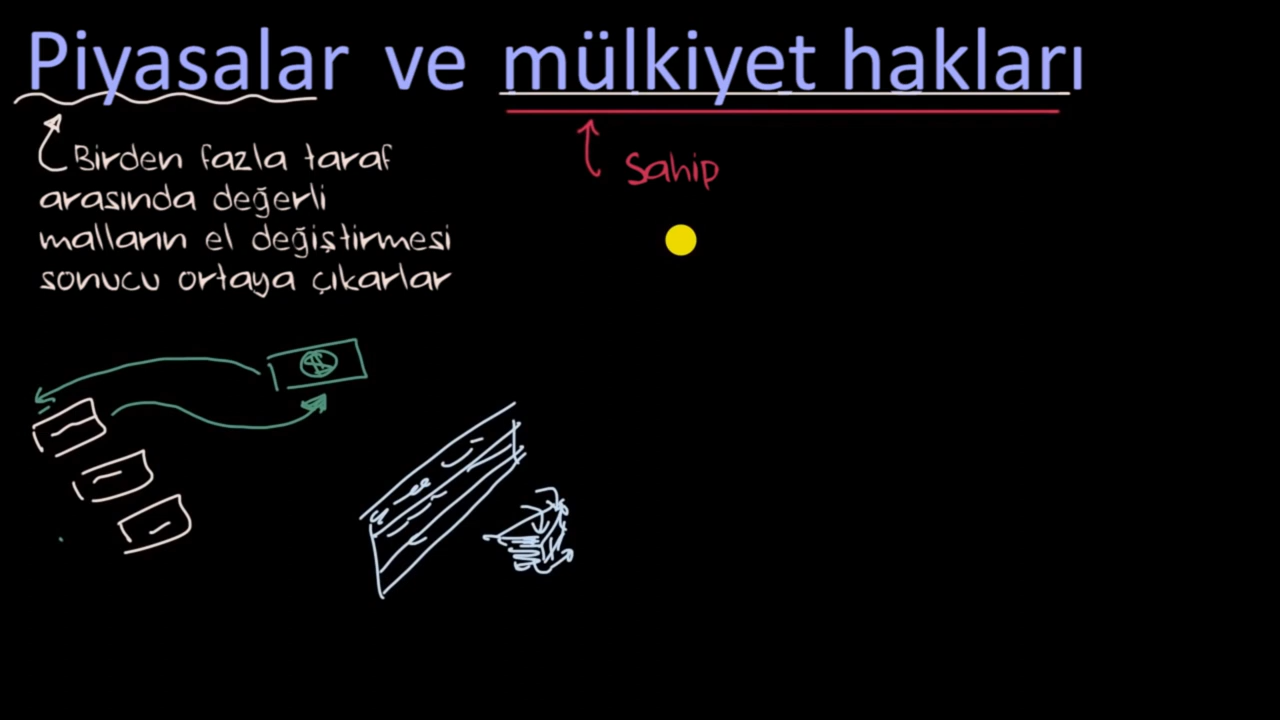 Piyasalar ve mülkiyet hakları
Birden fazla taraf
arasında değerli
malların el değiştirmesi
sonucu ortaya çıkarlar
Sahip
$